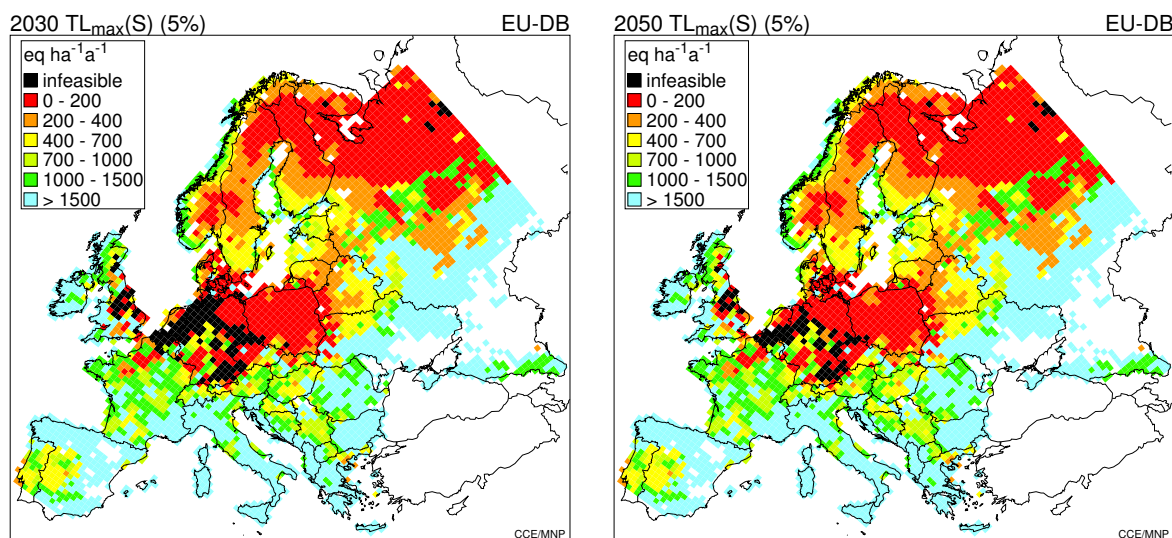 2030 TLmax(S) (5%) EU-DB
eq ha⁻¹a⁻¹
infeasible
0 - 200
200 - 400
400 - 700
700 - 1000
1000 - 1500
> 1500
CCE/MNP
2050 TLmax(S) (5%) EU-DB
eq ha⁻¹a⁻¹
infeasible
0 - 200
200 - 400
400 - 700
700 - 1000
1000 - 1500
> 1500
CCE/MNP